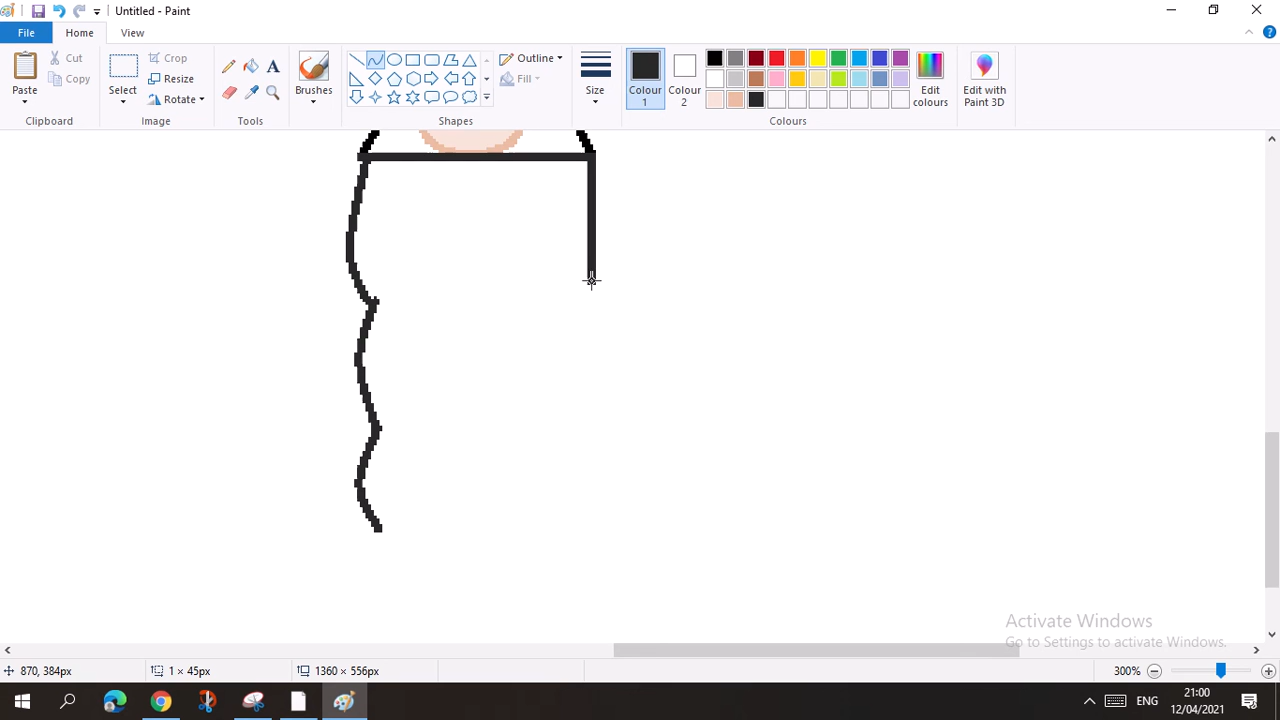 Untitled - Paint
File
Home
View
Paste
Cut
Copy
Clipboard
Select
Crop
Resize
Rotate
Image
A
Tools
Brushes
Outline
Fill
Shapes
Size
Colour
1
Colour
2
Edit
colours
Colours
Edit with
Paint 3D
Activate Windows
Go to Settings to activate Windows.
870, 384px
1 × 45px
1360 × 556px
300%
ENG
21:00
12/04/2021